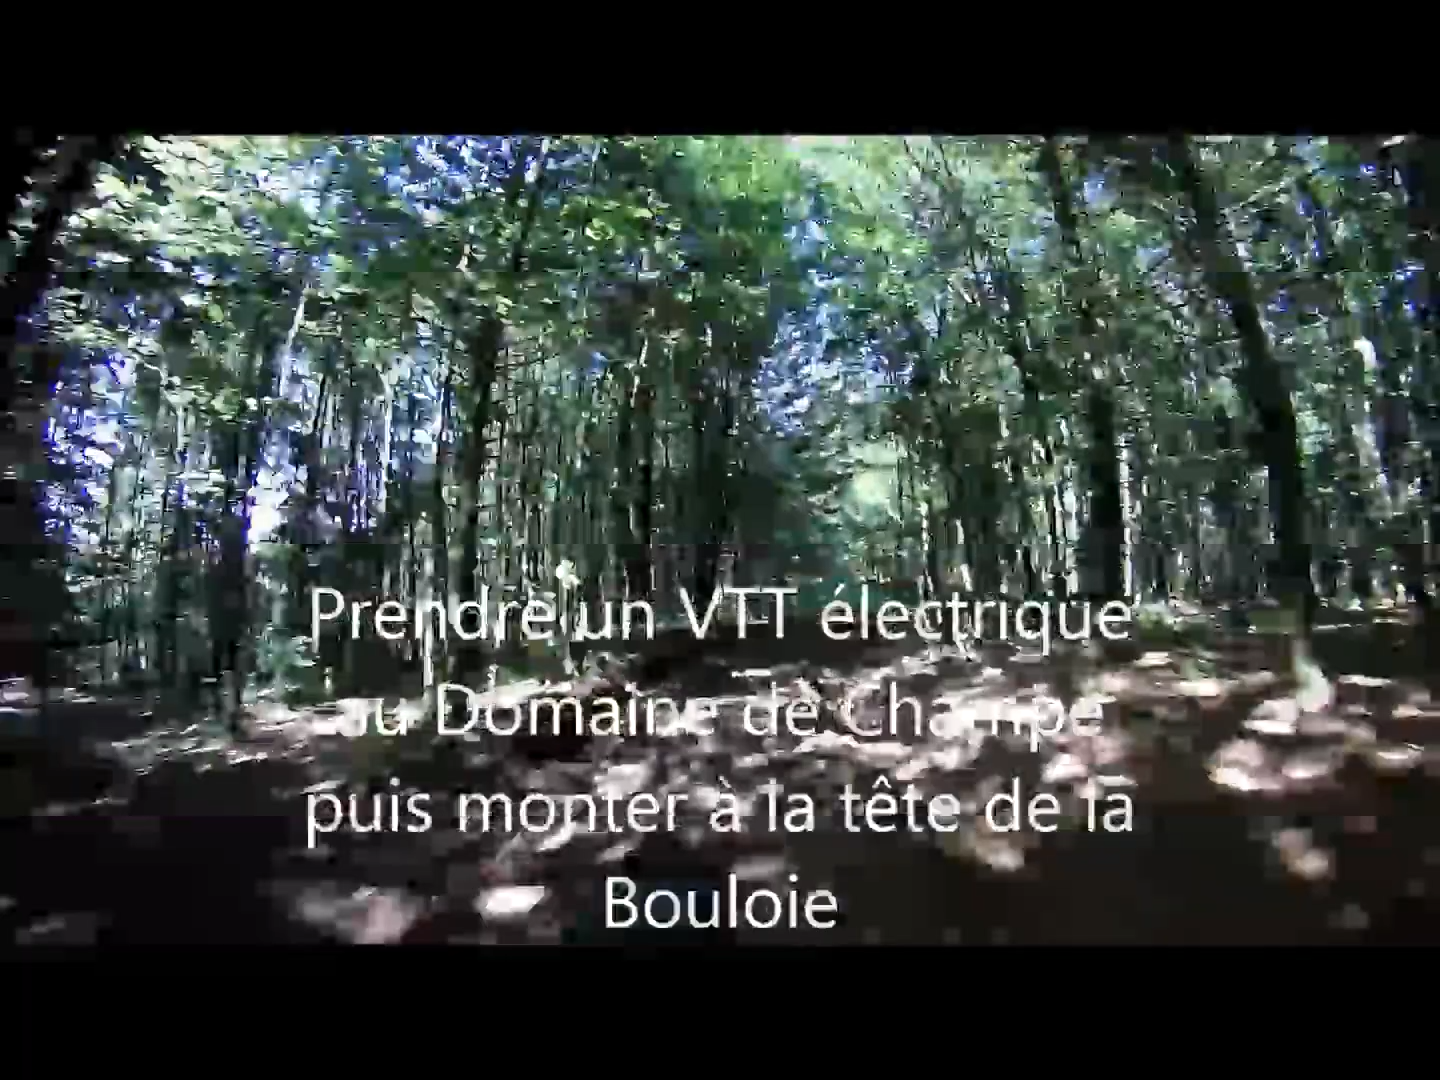 Prendre un VTT électrique
au Domaine de Champé
puis monter à la tête de la
Bouloie